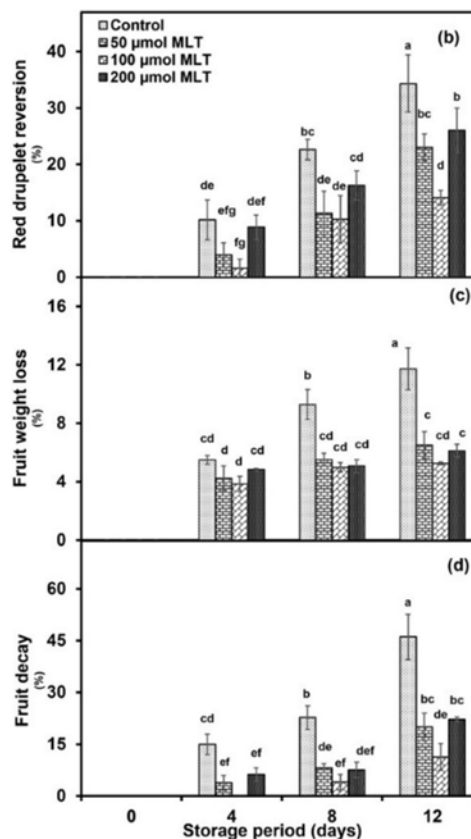 Control
50 µmol MLT
100 µmol MLT
200 µmol MLT
(b)
Red drupelet reversion
(%)
40
30
20
10
0
de
efg
fg
def
bc
de
de
cd
a
bc
d
b
(c)
Fruit weight loss
(%)
16
12
8
4
0
cd
d
d
cd
b
cd
cd
cd
a
c
cd
c
(d)
Fruit decay
(%)
60
45
30
15
0
cd
ef
ef
b
de
ef
def
a
bc
de
bc
0
4
8
12
Storage period (days)